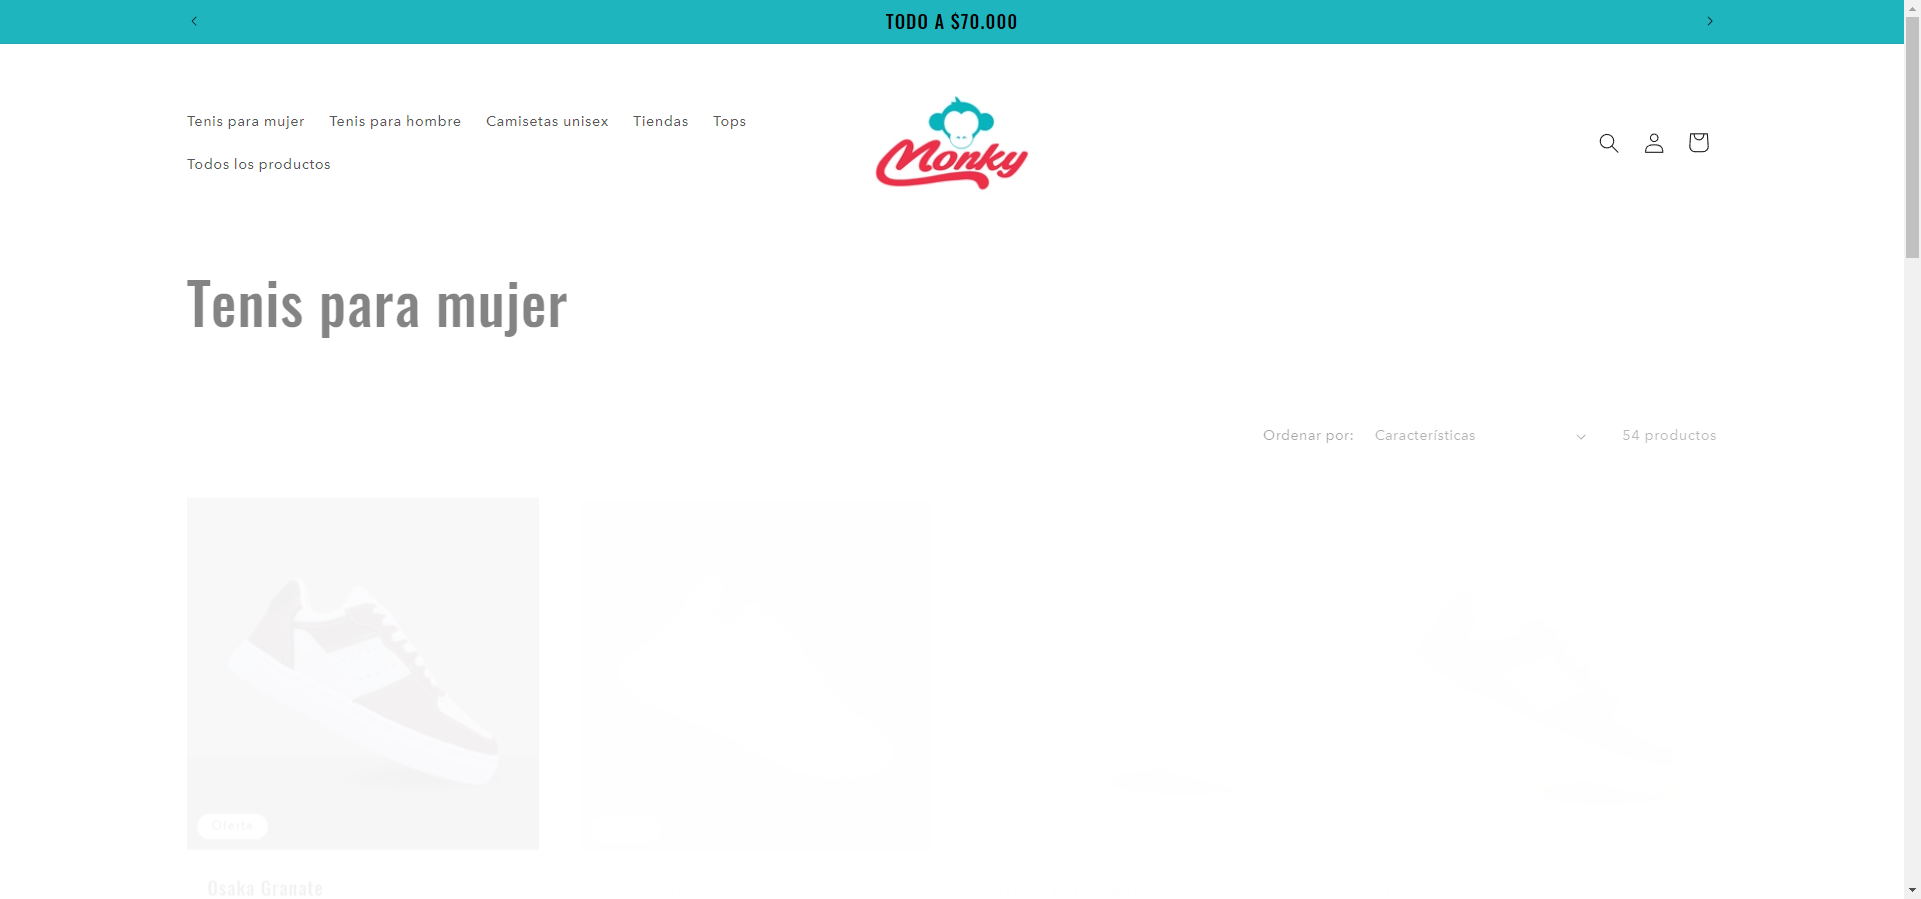 TODO A $70.000
Tenis para mujer
Tenis para hombre
Camisetas unisex
Tiendas
Tops
Todos los productos
Monky
Tenis para mujer
Ordenar por:
Características
54 productos
Oferta
Osaka Granate